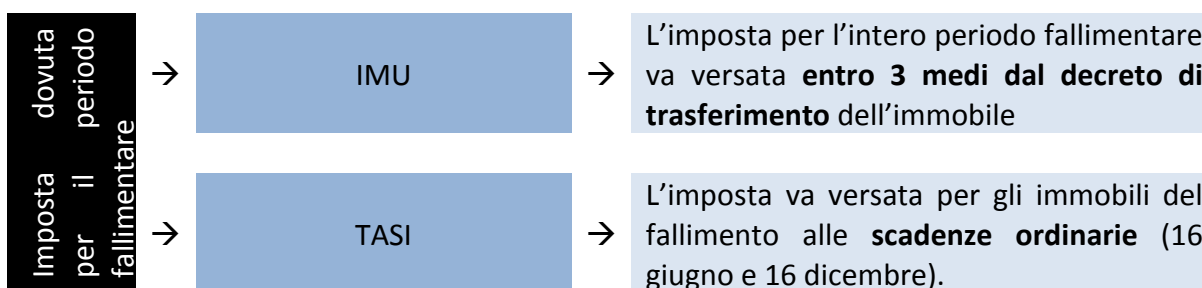 Imposta dovuta
per il periodo
fallimentare
→
IMU
→
L’imposta per l’intero periodo fallimentare
va versata entro 3 medi dal decreto di
trasferimento dell’immobile
→
TASI
→
L’imposta va versata per gli immobili del
fallimento alle scadenze ordinarie (16
giugno e 16 dicembre).